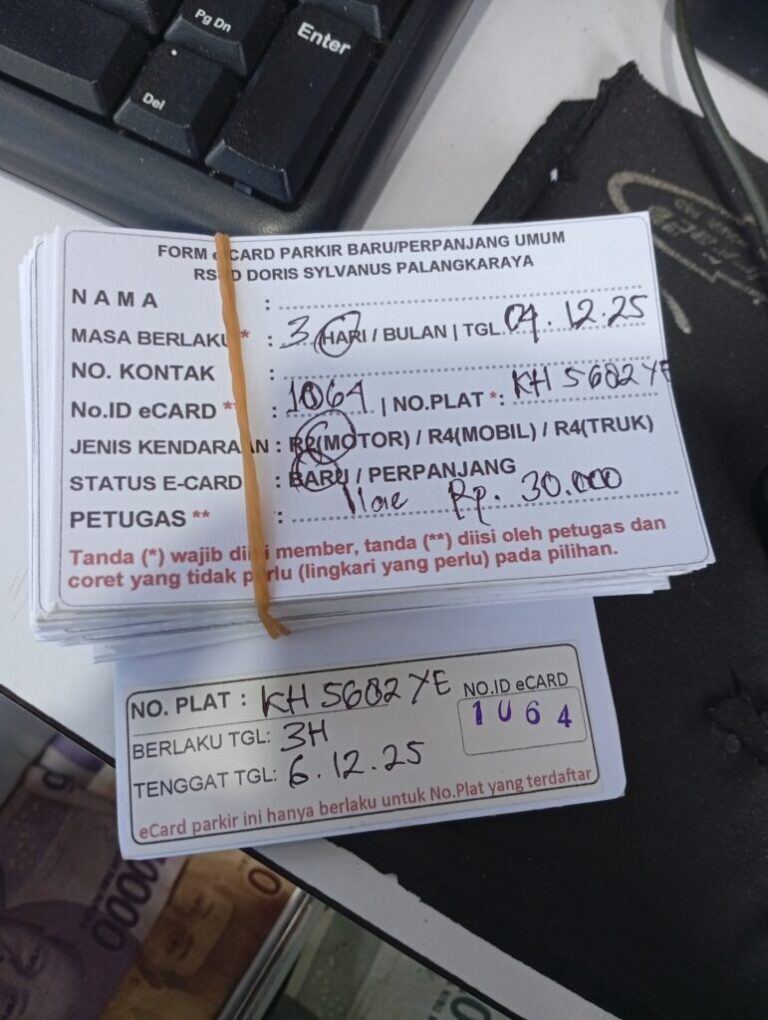 Pg Dn
Enter
Del
FORM eCARD PARKIR BARU/PERPANJANG UMUM
RSUD DORIS SYLVANUS PALANGKARAYA
NAMA :
MASA BERLAKU * : 3 HARI / BULAN | TGL 04.12.25
NO. KONTAK :
No.ID eCARD ** : 1064 | NO.PLAT *: KH 5602 YE
JENIS KENDARAAN : R2(MOTOR) / R4(MOBIL) / R4(TRUK)
STATUS E-CARD : BARU / PERPANJANG
PETUGAS ** : Rp. 30.000
Tanda (*) wajib diisi member, tanda (**) diisi oleh petugas dan
coret yang tidak perlu (lingkari yang perlu) pada pilihan.
NO. PLAT : KH 5602 YE
NO.ID eCARD
1064
BERLAKU TGL: 3H
TENGGAT TGL: 6.12.25
eCard parkir ini hanya berlaku untuk No.Plat yang terdaftar